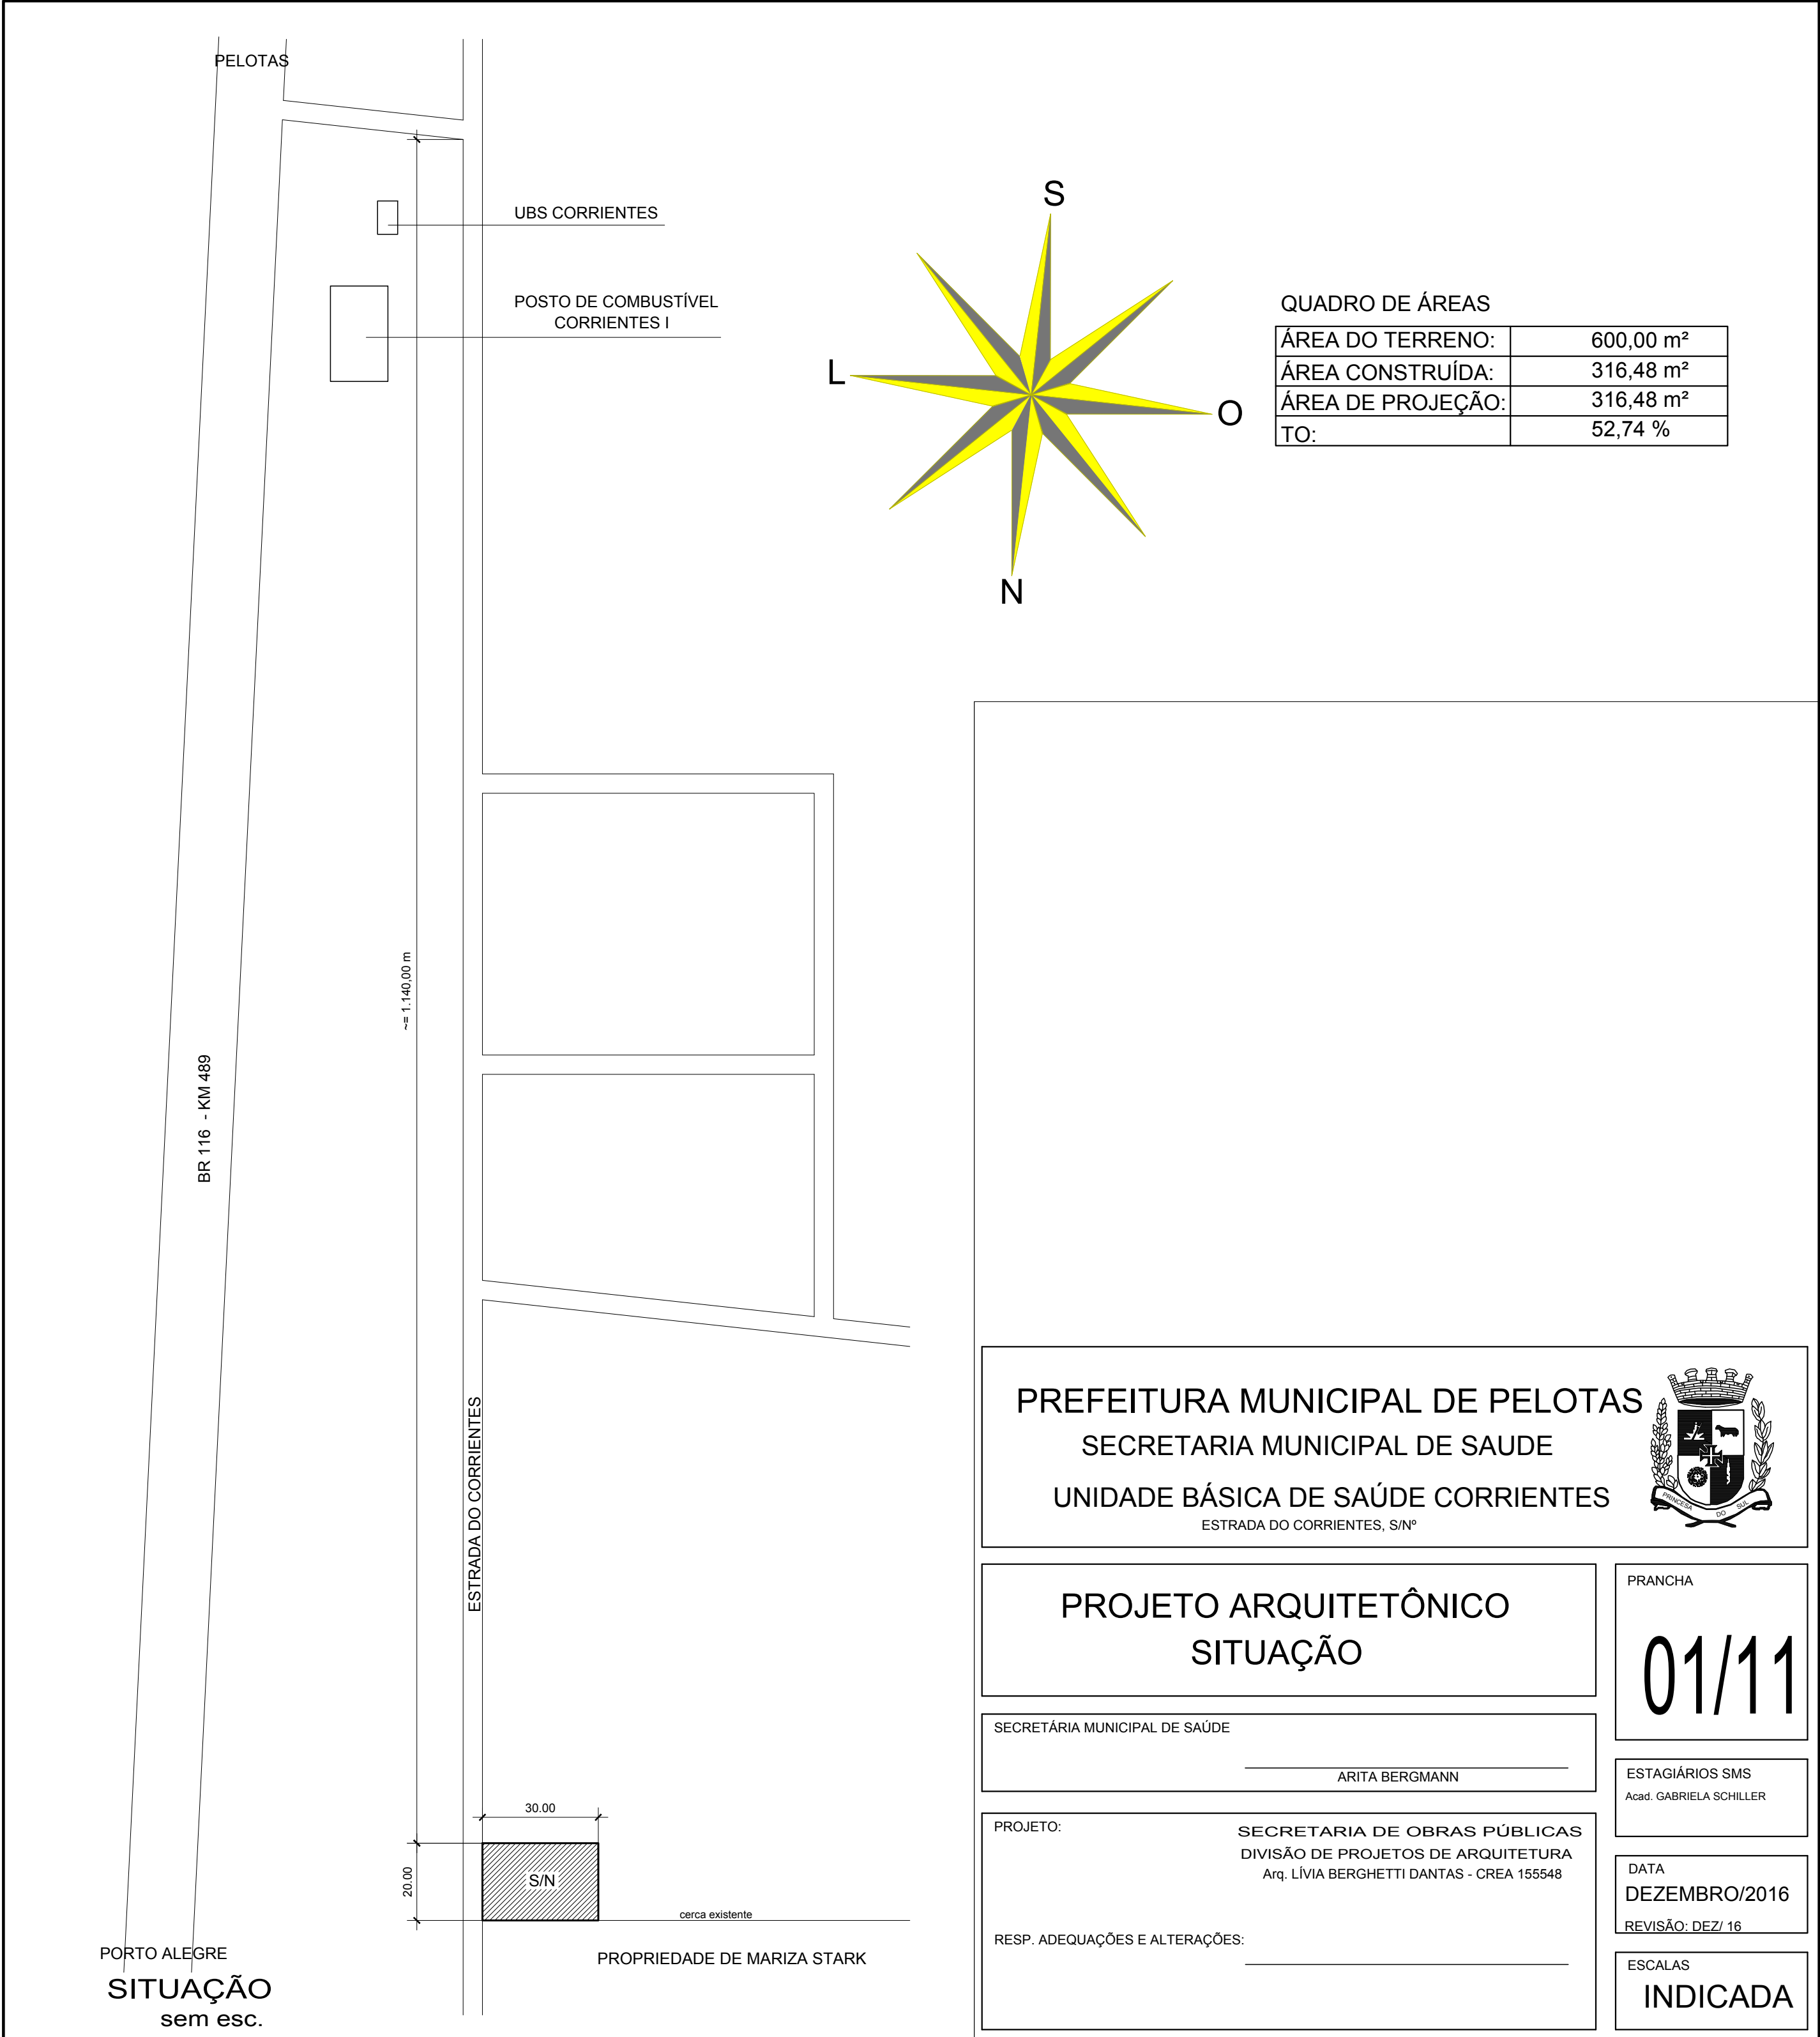 PELOTAS
UBS CORRIENTES
POSTO DE COMBUSTÍVEL
CORRIENTES I
~= 1.140,00 m
BR 116 - KM 489
ESTRADA DO CORRIENTES
30.00
20.00
S/N
cerca existente
PROPRIEDADE DE MARIZA STARK
PORTO ALEGRE
SITUAÇÃO
sem esc.
S
L
O
N
QUADRO DE ÁREAS
ÁREA DO TERRENO: 600,00 m²
ÁREA CONSTRUÍDA: 316,48 m²
ÁREA DE PROJEÇÃO: 316,48 m²
TO: 52,74 %
PREFEITURA MUNICIPAL DE PELOTAS
SECRETARIA MUNICIPAL DE SAUDE
UNIDADE BÁSICA DE SAÚDE CORRIENTES
ESTRADA DO CORRIENTES, S/Nº
PRINCESA DO SUL
PROJETO ARQUITETÔNICO
SITUAÇÃO
PRANCHA
01/11
SECRETÁRIA MUNICIPAL DE SAÚDE
ARITA BERGMANN
ESTAGIÁRIOS SMS
Acad. GABRIELA SCHILLER
PROJETO:
SECRETARIA DE OBRAS PÚBLICAS
DIVISÃO DE PROJETOS DE ARQUITETURA
Arq. LÍVIA BERGHETTI DANTAS - CREA 155548
RESP. ADEQUAÇÕES E ALTERAÇÕES:
DATA
DEZEMBRO/2016
REVISÃO: DEZ/ 16
ESCALAS
INDICADA